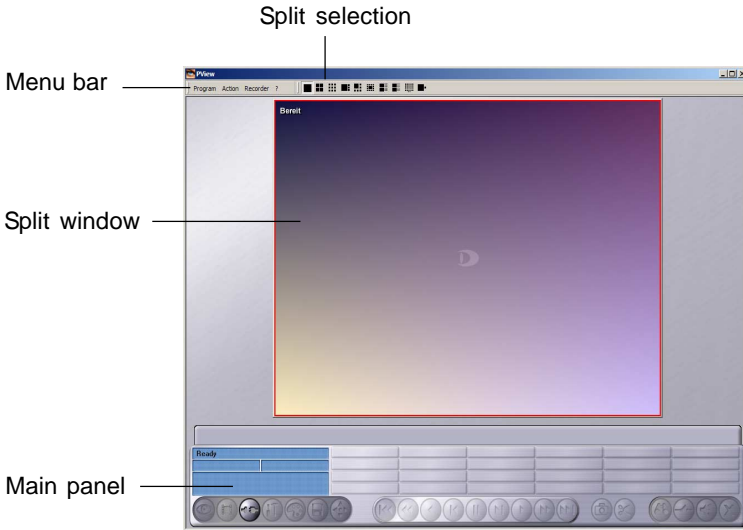 Split selection
PView
Menu bar
Program Action Recorder ?
Bereit
Split window
Ready
Main panel